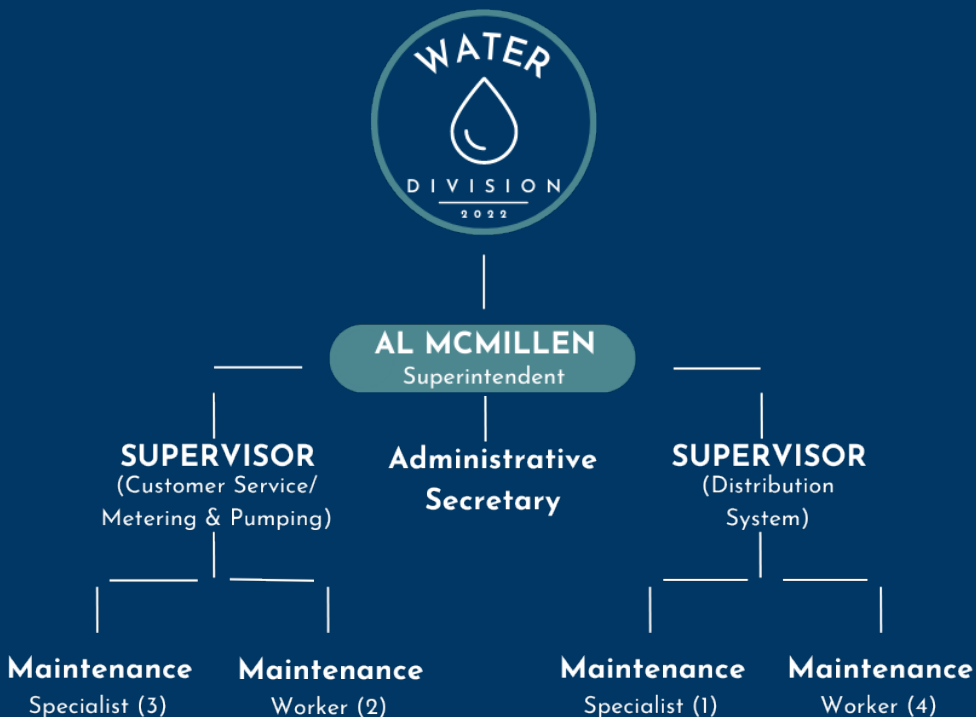 WATER
DIVISION
2022
AL MCMILLEN
Superintendent
SUPERVISOR
(Customer Service/
Metering & Pumping)
Administrative
Secretary
SUPERVISOR
(Distribution
System)
Maintenance
Specialist (3)
Maintenance
Worker (2)
Maintenance
Specialist (1)
Maintenance
Worker (4)